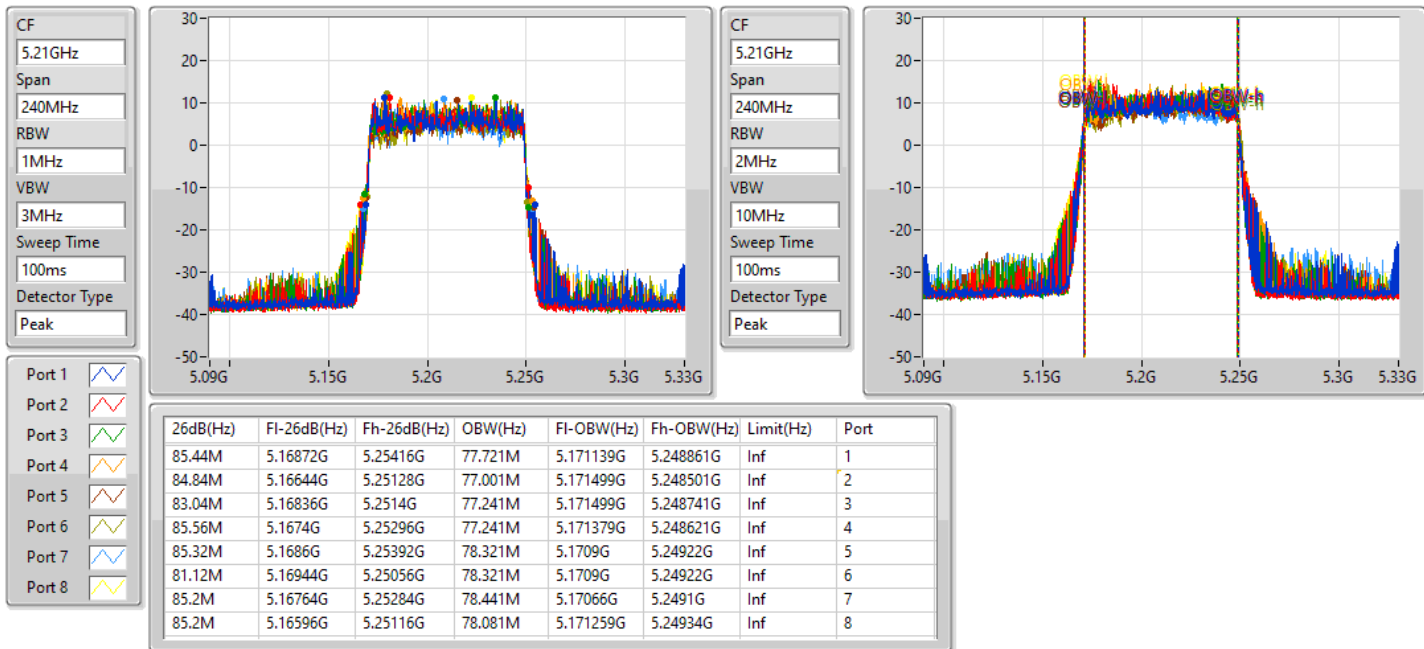 CF
5.21GHz
Span
240MHz
RBW
1MHz
VBW
3MHz
Sweep Time
100ms
Detector Type
Peak
30
20
10
0
-10
-20
-30
-40
-50
5.09G 5.15G 5.2G 5.25G 5.3G 5.33G
CF
5.21GHz
Span
240MHz
RBW
2MHz
VBW
10MHz
Sweep Time
100ms
Detector Type
Peak
30
20
10
0
-10
-20
-30
-40
-50
OBW-h
5.09G 5.15G 5.2G 5.25G 5.3G 5.33G
Port 1
Port 2
Port 3
Port 4
Port 5
Port 6
Port 7
Port 8
26dB(Hz) Fl-26dB(Hz) Fh-26dB(Hz) OBW(Hz) Fl-OBW(Hz) Fh-OBW(Hz) Limit(Hz) Port
85.44M 5.16872G 5.25416G 77.721M 5.171139G 5.248861G Inf 1
84.84M 5.16644G 5.25128G 77.001M 5.171499G 5.248501G Inf 2
83.04M 5.16836G 5.2514G 77.241M 5.171499G 5.248741G Inf 3
85.56M 5.1674G 5.25296G 77.241M 5.171379G 5.248621G Inf 4
85.32M 5.1686G 5.25392G 78.321M 5.1709G 5.24922G Inf 5
81.12M 5.16944G 5.25056G 78.321M 5.1709G 5.24922G Inf 6
85.2M 5.16764G 5.25284G 78.441M 5.17066G 5.2491G Inf 7
85.2M 5.16596G 5.25116G 78.081M 5.171259G 5.24934G Inf 8